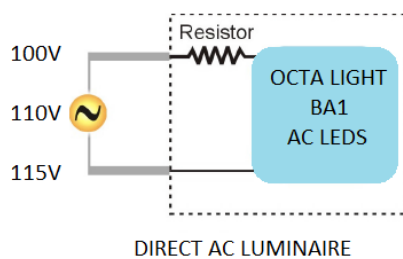 Resistor
100V
OCTA LIGHT
BA1
AC LEDS
110V
115V
DIRECT AC LUMINAIRE